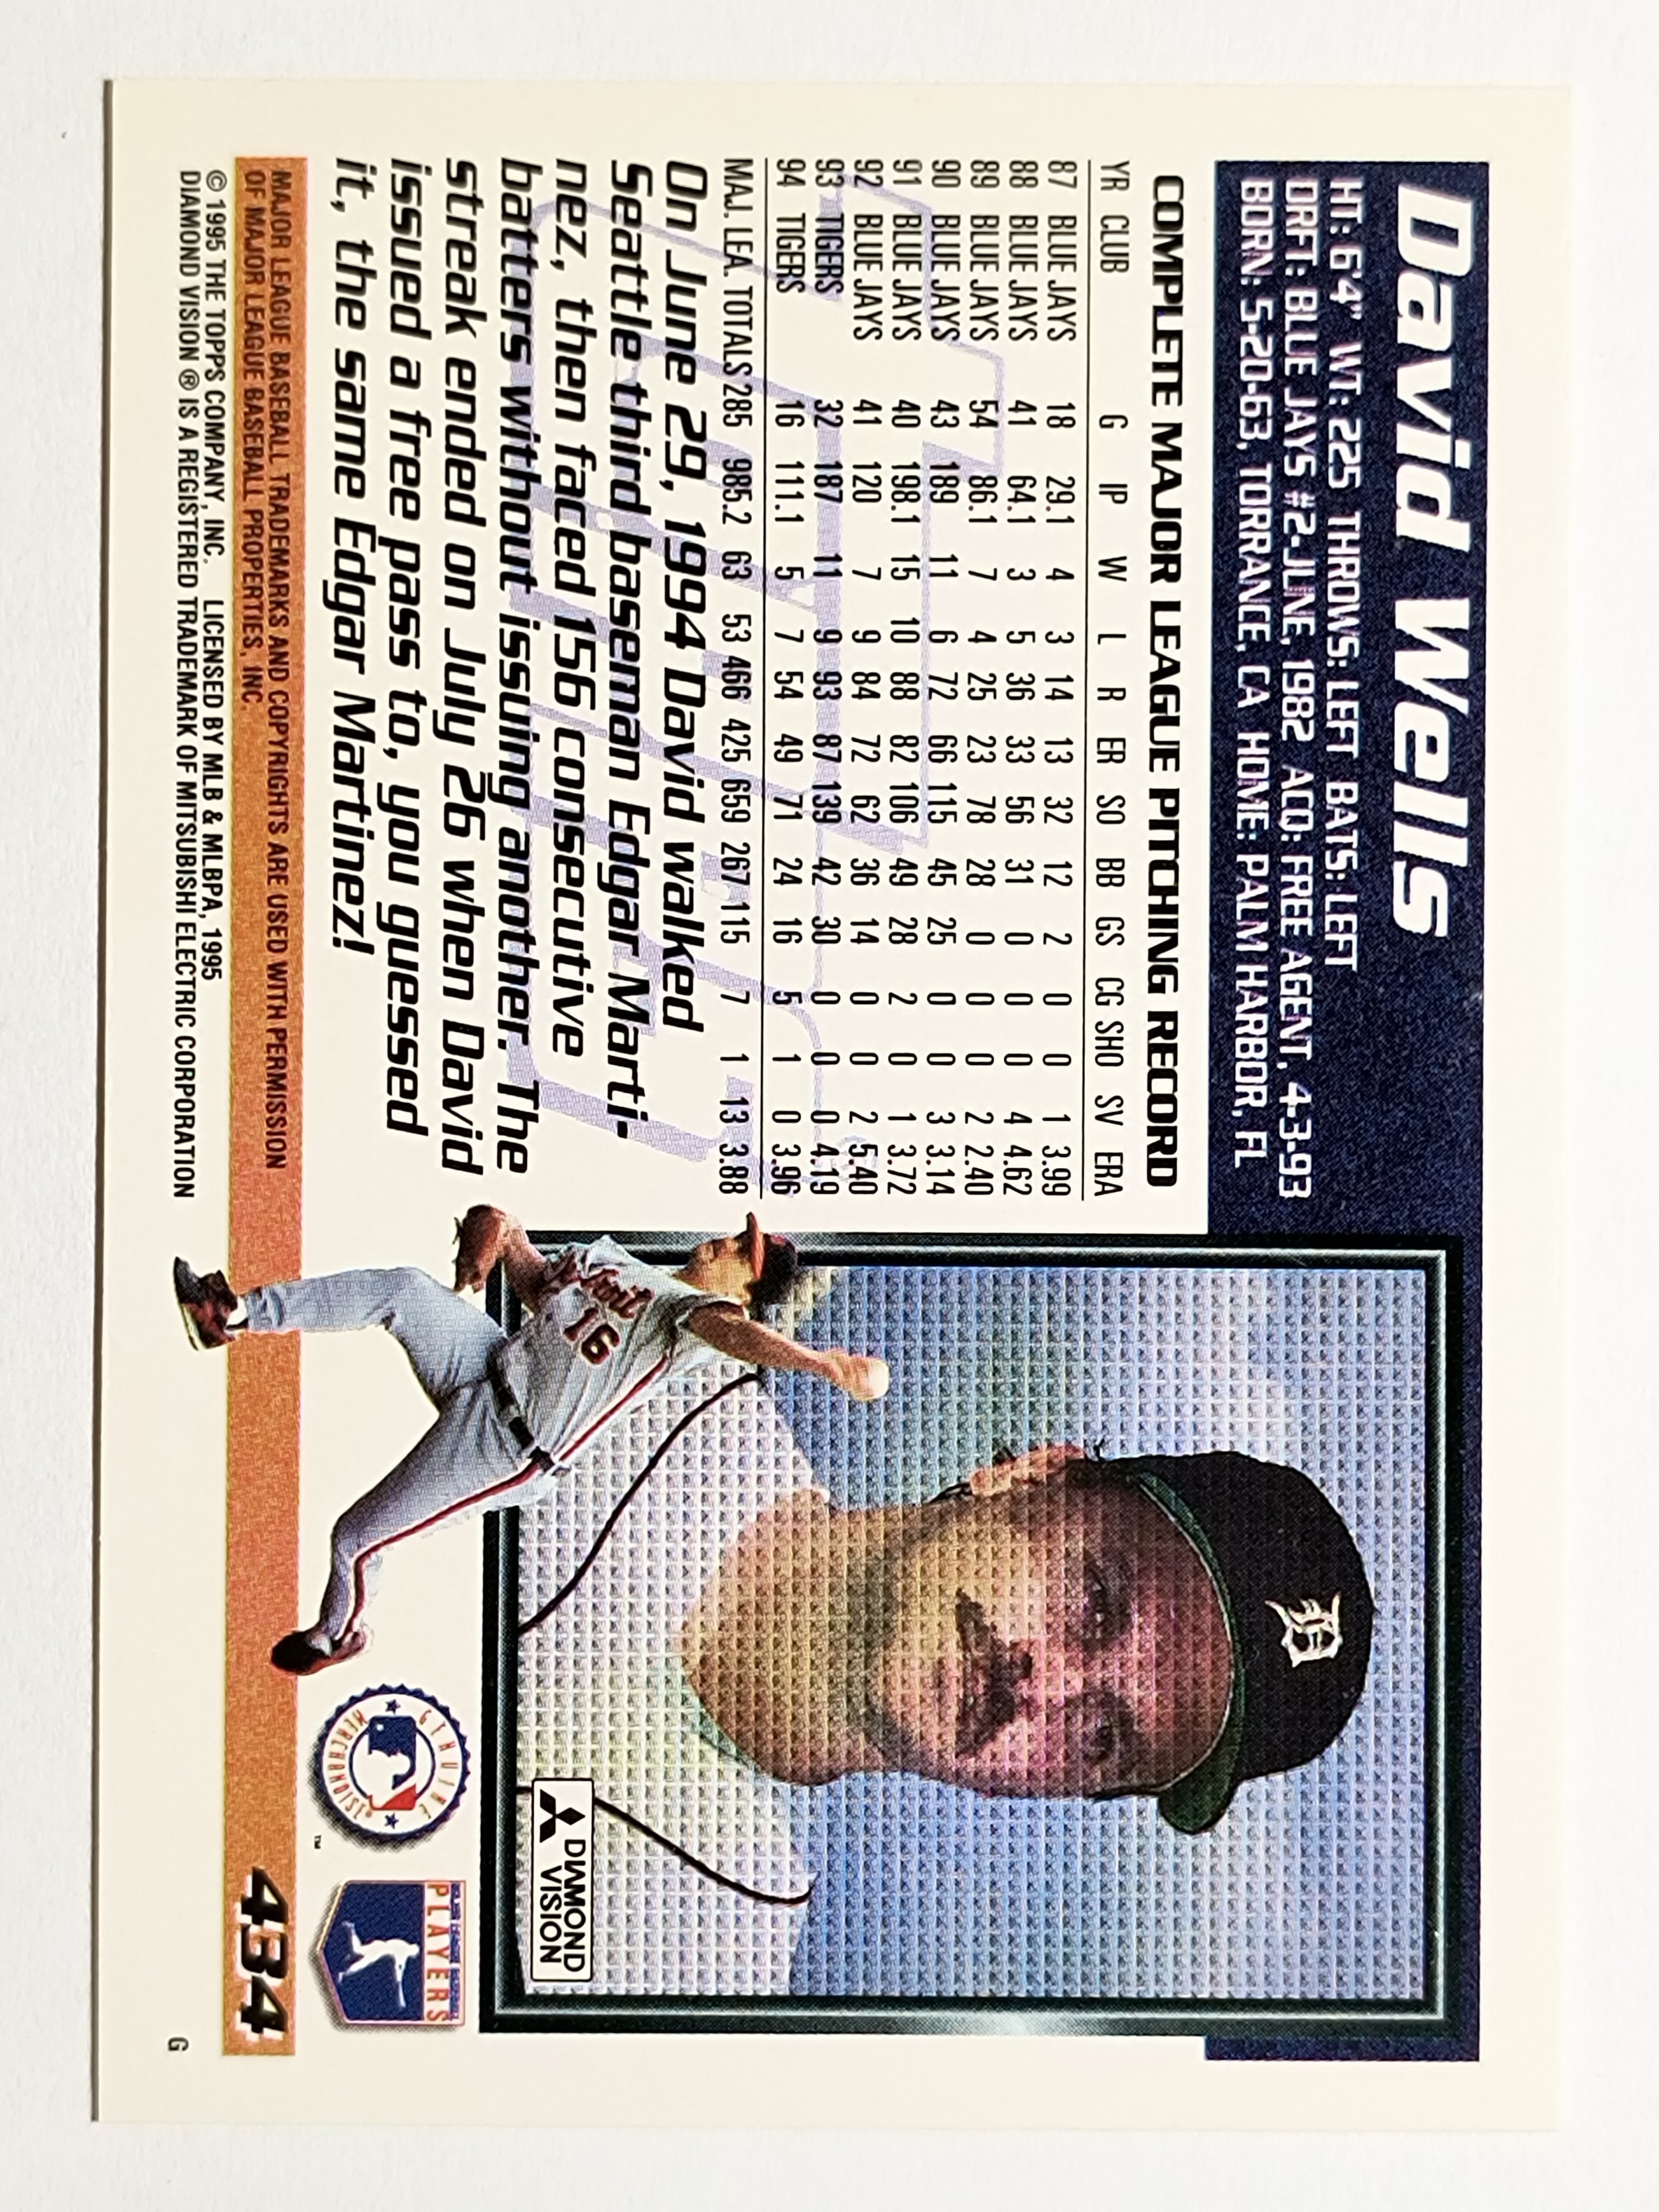 David Wells
HT: 6'4" WT: 225 THROWS: LEFT BATS: LEFT
DRFT: BLUE JAYS #2-JUNE, 1982 ACQ: FREE AGENT, 4-3-93
BORN: 5-20-63, TORRANCE, CA HOME: PALM HARBOR, FL
COMPLETE MAJOR LEAGUE PITCHING RECORD
YR CLUB G IP W L R ER SO BB GS CG SHO SV ERA
87 BLUE JAYS 18 29.1 4 3 14 13 32 12 2 0 0 1 3.99
88 BLUE JAYS 41 64.1 3 5 36 33 56 31 0 0 0 4 4.62
89 BLUE JAYS 54 86.1 7 4 25 23 78 28 0 0 0 2 2.40
90 BLUE JAYS 43 189 11 6 72 66 115 45 25 0 0 3 3.14
91 BLUE JAYS 40 198.1 15 10 88 82 106 49 28 2 0 1 3.72
92 BLUE JAYS 41 120 7 9 84 72 62 36 14 0 0 2 5.40
93 TIGERS 32 187 11 9 93 87 139 42 30 0 0 0 4.19
94 TIGERS 16 111.1 5 7 54 49 71 24 16 5 1 0 3.96
MAJ. LEA. TOTALS 285 985.2 63 53 466 425 659 267 115 7 1 13 3.88
On June 29, 1994 David walked
Seattle third baseman Edgar Marti-
nez, then faced 156 consecutive
batters without issuing another. The
streak ended on July 26 when David
issued a free pass to, you guessed
it, the same Edgar Martinez!
MAJOR LEAGUE BASEBALL TRADEMARKS AND COPYRIGHTS ARE USED WITH PERMISSION
OF MAJOR LEAGUE BASEBALL PROPERTIES, INC.
© 1995 THE TOPPS COMPANY, INC. LICENSED BY MLB & MLBPA, 1995
DIAMOND VISION ® IS A REGISTERED TRADEMARK OF MITSUBISHI ELECTRIC CORPORATION
D
Detroit
16
DIAMOND
VISION
GENUINE
MERCHANDISE
™
MAJOR LEAGUE BASEBALL
PLAYERS
434
G